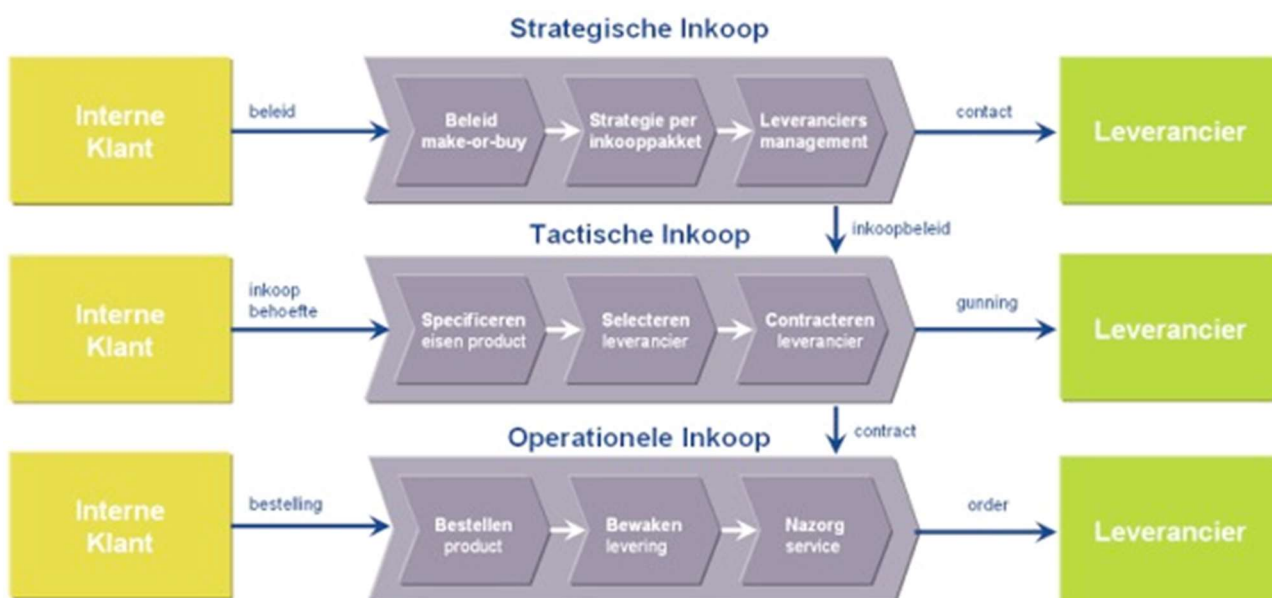 Strategische Inkoop
Interne
Klant
beleid
Beleid
make-or-buy
Strategie per
inkooppakket
Leveranciers
management
contact
Leverancier
inkoopbeleid
Tactische Inkoop
Interne
Klant
inkoop
behoefte
Specificeren
eisen product
Selecteren
leverancier
Contracteren
leverancier
gunning
Leverancier
contract
Operationele Inkoop
Interne
Klant
bestelling
Bestellen
product
Bewaken
levering
Nazorg
service
order
Leverancier